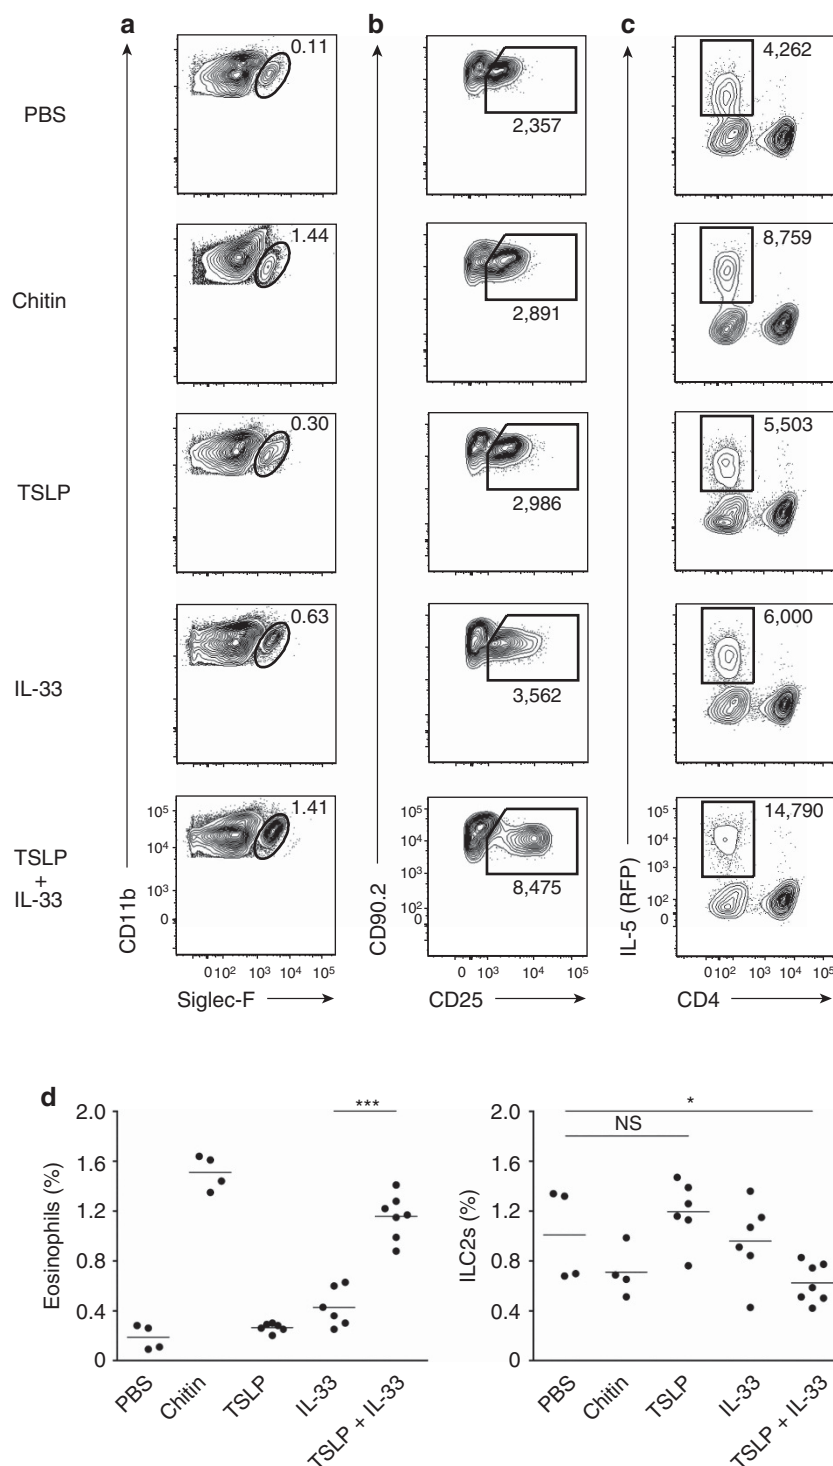 a
b
c
PBS
0.11
2,357
4,262
Chitin
1.44
2,891
8,759
TSLP
0.30
2,986
5,503
IL-33
0.63
3,562
6,000
TSLP
+
IL-33
1.41
8,475
14,790
10⁵
10⁴
10³
0
10⁵
10⁴
10³
10²
10⁵
10⁴
10³
10²
0
CD11b
CD90.2
IL-5 (RFP)
0 10² 10³ 10⁴ 10⁵
0 10³ 10⁴ 10⁵
0 10² 10³ 10⁴ 10⁵
Siglec-F
CD25
CD4
d
2.0
1.6
1.2
0.8
0.4
0
Eosinophils (%)
***
PBS
Chitin
TSLP
IL-33
TSLP + IL-33
2.0
1.6
1.2
0.8
0.4
0
ILC2s (%)
*
NS
PBS
Chitin
TSLP
IL-33
TSLP + IL-33